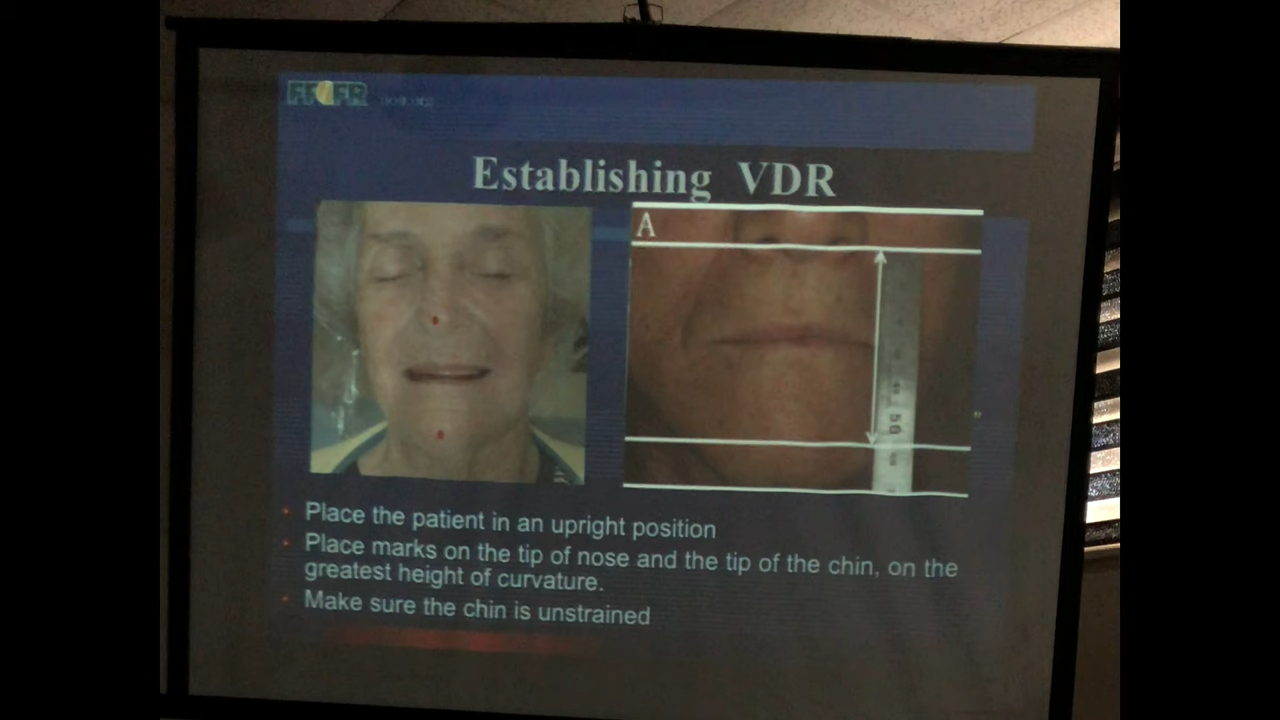 FFOFR
Establishing VDR
A
50
Place the patient in an upright position
Place marks on the tip of nose and the tip of the chin, on the
greatest height of curvature.
Make sure the chin is unstrained